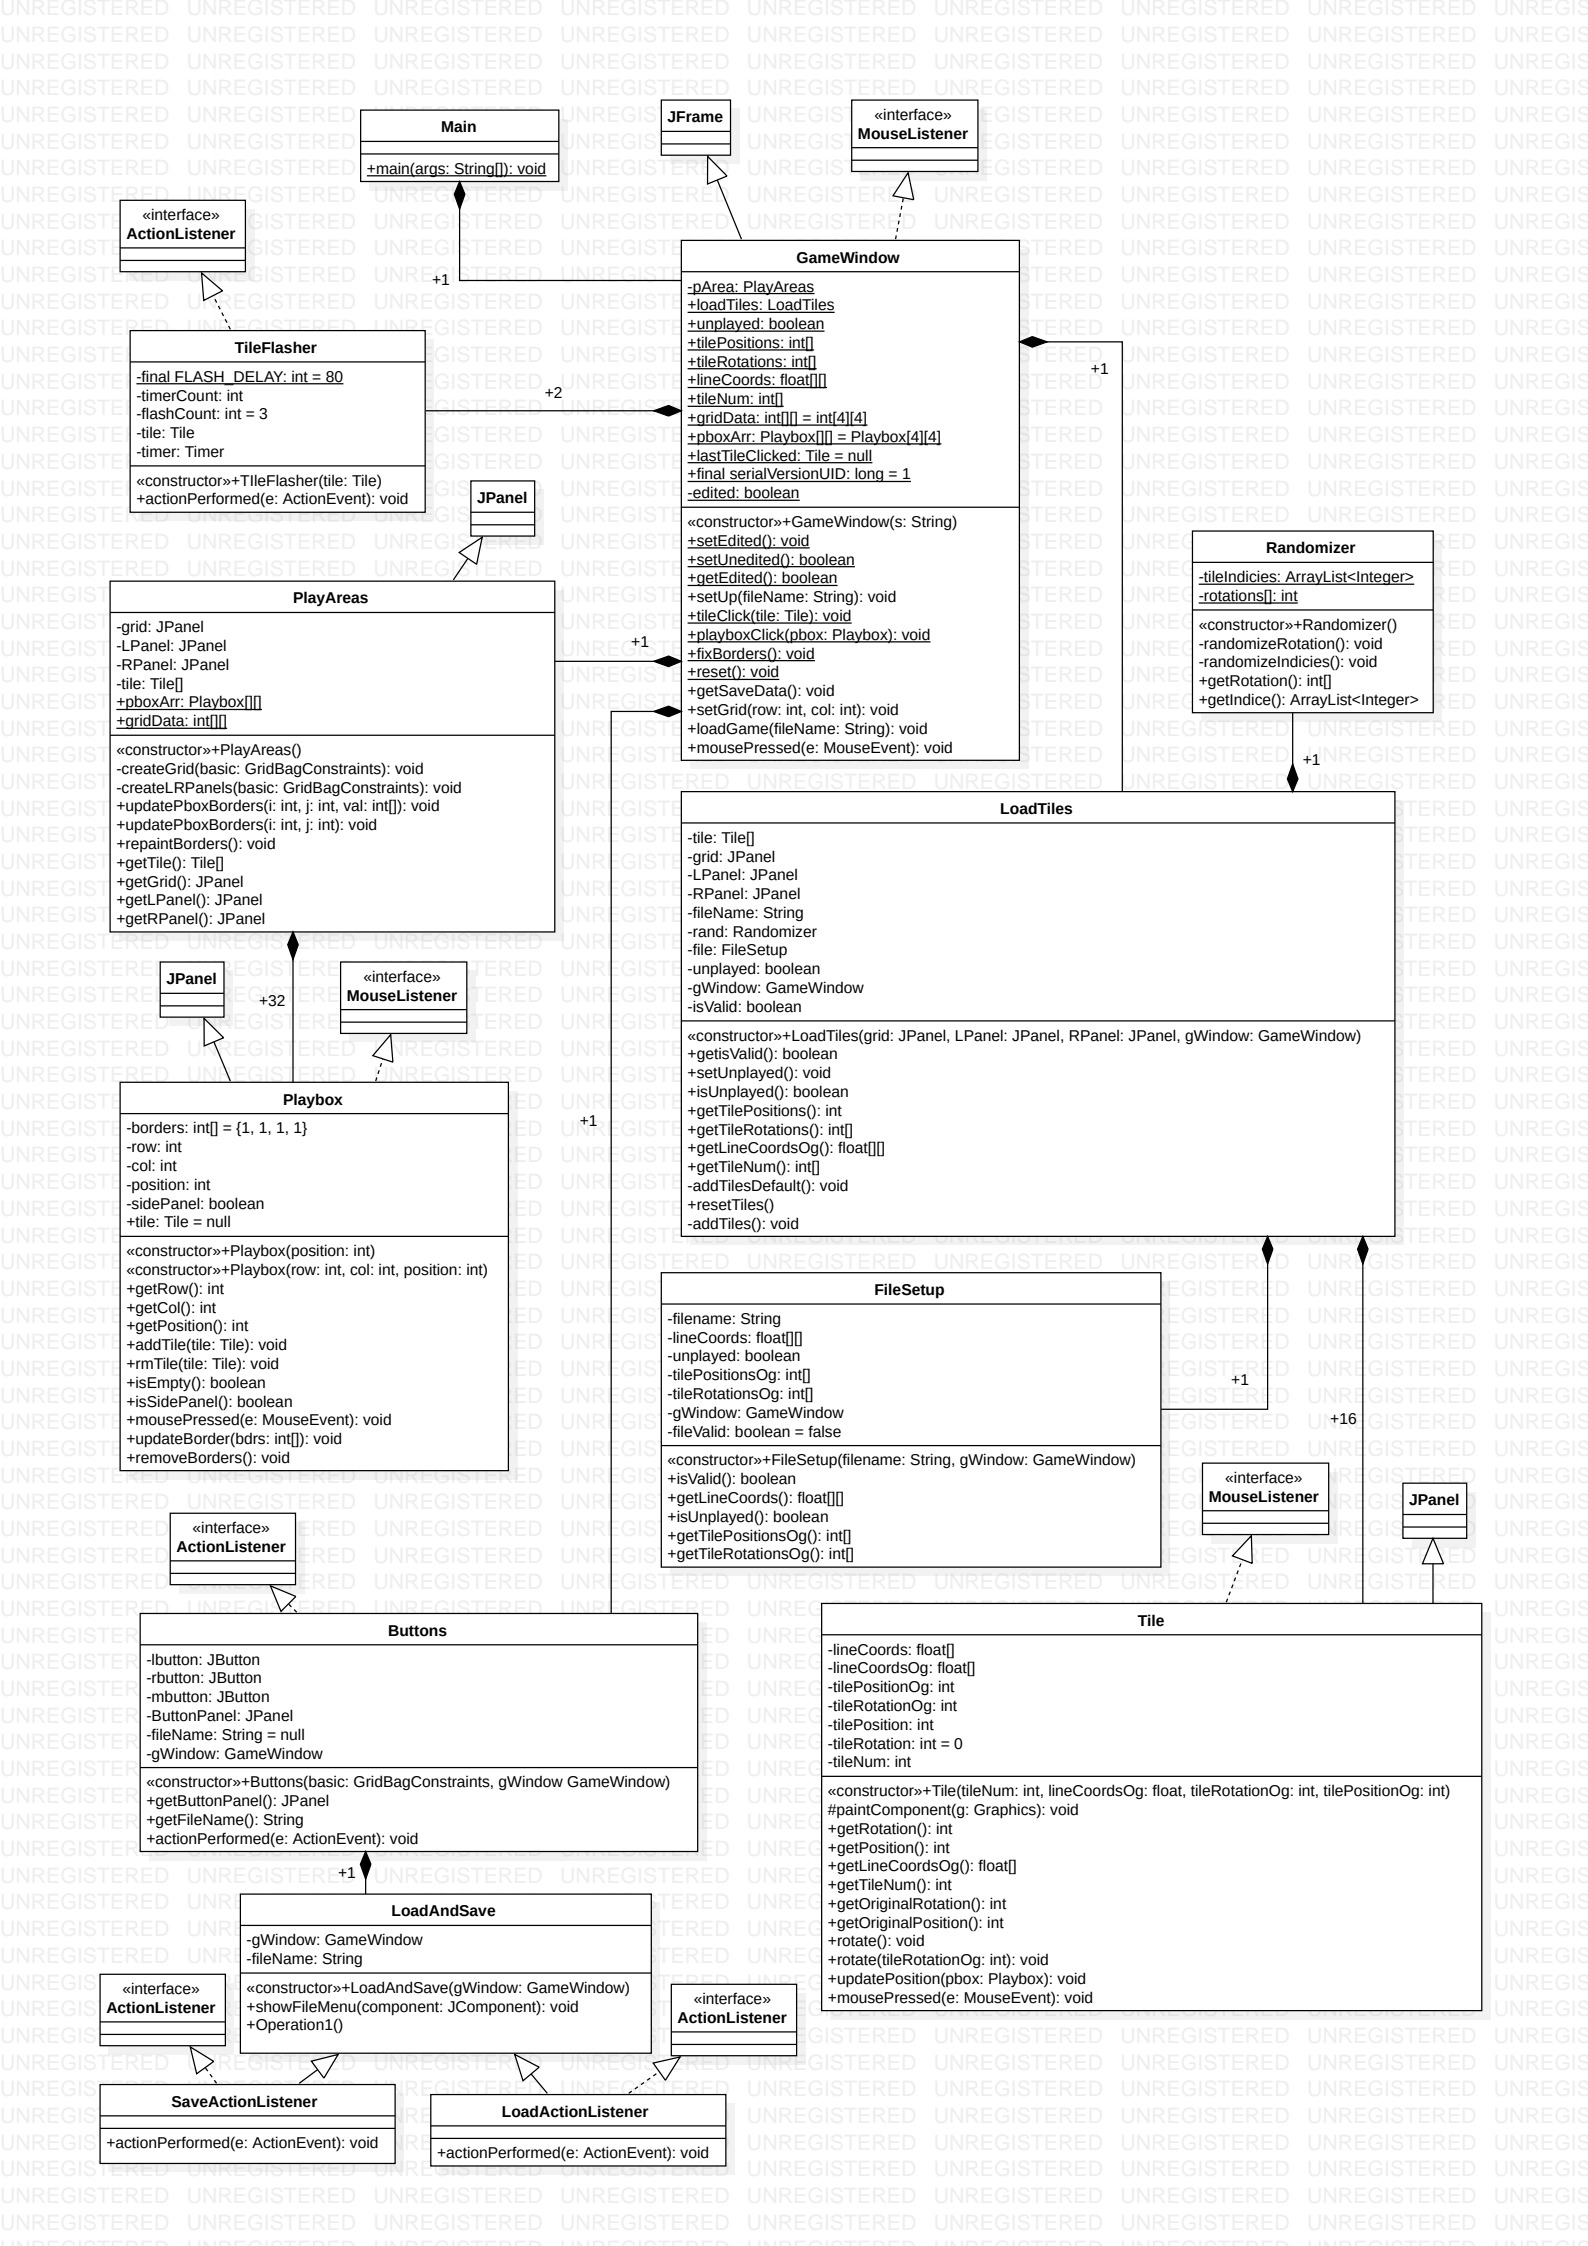 Main
+main(args: String[]): void
JFrame
«interface»
MouseListener
«interface»
ActionListener
+1
GameWindow
-pArea: PlayAreas
+loadTiles: LoadTiles
+unplayed: boolean
+tilePositions: int[]
+tileRotations: int[]
+lineCoords: float[][]
+tileNum: int[]
+gridData: int[][] = int[4][4]
+pboxArr: Playbox[][] = Playbox[4][4]
+lastTileClicked: Tile = null
+final serialVersionUID: long = 1
-edited: boolean
«constructor»+GameWindow(s: String)
+setEdited(): void
+setUnedited(): boolean
+getEdited(): boolean
+setUp(fileName: String): void
+tileClick(tile: Tile): void
+playboxClick(pbox: Playbox): void
+fixBorders(): void
+reset(): void
+getSaveData(): void
+setGrid(row: int, col: int): void
+loadGame(fileName: String): void
+mousePressed(e: MouseEvent): void
TileFlasher
-final FLASH_DELAY: int = 80
-timerCount: int
-flashCount: int = 3
-tile: Tile
-timer: Timer
«constructor»+TIleFlasher(tile: Tile)
+actionPerformed(e: ActionEvent): void
+2
+1
JPanel
PlayAreas
-grid: JPanel
-LPanel: JPanel
-RPanel: JPanel
-tile: Tile[]
+pboxArr: Playbox[][]
+gridData: int[][]
«constructor»+PlayAreas()
-createGrid(basic: GridBagConstraints): void
-createLRPanels(basic: GridBagConstraints): void
+updatePboxBorders(i: int, j: int, val: int[]): void
+updatePboxBorders(i: int, j: int): void
+repaintBorders(): void
+getTile(): Tile[]
+getGrid(): JPanel
+getLPanel(): JPanel
+getRPanel(): JPanel
+1
Randomizer
-tileIndicies: ArrayList<Integer>
-rotations[]: int
«constructor»+Randomizer()
-randomizeRotation(): void
-randomizeIndicies(): void
+getRotation(): int[]
+getIndice(): ArrayList<Integer>
+1
LoadTiles
-tile: Tile[]
-grid: JPanel
-LPanel: JPanel
-RPanel: JPanel
-fileName: String
-rand: Randomizer
-file: FileSetup
-unplayed: boolean
-gWindow: GameWindow
-isValid: boolean
«constructor»+LoadTiles(grid: JPanel, LPanel: JPanel, RPanel: JPanel, gWindow: GameWindow)
+getisValid(): boolean
+setUnplayed(): void
+isUnplayed(): boolean
+getTilePositions(): int
+getTileRotations(): int[]
+getLineCoordsOg(): float[][]
+getTileNum(): int[]
-addTilesDefault(): void
+resetTiles()
-addTiles(): void
JPanel
+32
«interface»
MouseListener
Playbox
-borders: int[] = {1, 1, 1, 1}
-row: int
-col: int
-position: int
-sidePanel: boolean
+tile: Tile = null
«constructor»+Playbox(position: int)
«constructor»+Playbox(row: int, col: int, position: int)
+getRow(): int
+getCol(): int
+getPosition(): int
+addTile(tile: Tile): void
+rmTile(tile: Tile): void
+isEmpty(): boolean
+isSidePanel(): boolean
+mousePressed(e: MouseEvent): void
+updateBorder(bdrs: int[]): void
+removeBorders(): void
+1
FileSetup
-filename: String
-lineCoords: float[][]
-unplayed: boolean
-tilePositionsOg: int[]
-tileRotationsOg: int[]
-gWindow: GameWindow
-fileValid: boolean = false
«constructor»+FileSetup(filename: String, gWindow: GameWindow)
+isValid(): boolean
+getLineCoords(): float[][]
+isUnplayed(): boolean
+getTilePositionsOg(): int[]
+getTileRotationsOg(): int[]
+1
+16
«interface»
MouseListener
JPanel
«interface»
ActionListener
Buttons
-lbutton: JButton
-rbutton: JButton
-mbutton: JButton
-ButtonPanel: JPanel
-fileName: String = null
-gWindow: GameWindow
«constructor»+Buttons(basic: GridBagConstraints, gWindow GameWindow)
+getButtonPanel(): JPanel
+getFileName(): String
+actionPerformed(e: ActionEvent): void
+1
Tile
-lineCoords: float[]
-lineCoordsOg: float[]
-tilePositionOg: int
-tileRotationOg: int
-tilePosition: int
-tileRotation: int = 0
-tileNum: int
«constructor»+Tile(tileNum: int, lineCoordsOg: float, tileRotationOg: int, tilePositionOg: int)
#paintComponent(g: Graphics): void
+getRotation(): int
+getPosition(): int
+getLineCoordsOg(): float[]
+getTileNum(): int
+getOriginalRotation(): int
+getOriginalPosition(): int
+rotate(): void
+rotate(tileRotationOg: int): void
+updatePosition(pbox: Playbox): void
+mousePressed(e: MouseEvent): void
LoadAndSave
-gWindow: GameWindow
-fileName: String
«constructor»+LoadAndSave(gWindow: GameWindow)
+showFileMenu(component: JComponent): void
+Operation1()
«interface»
ActionListener
«interface»
ActionListener
SaveActionListener
+actionPerformed(e: ActionEvent): void
LoadActionListener
+actionPerformed(e: ActionEvent): void
UNREGISTERED